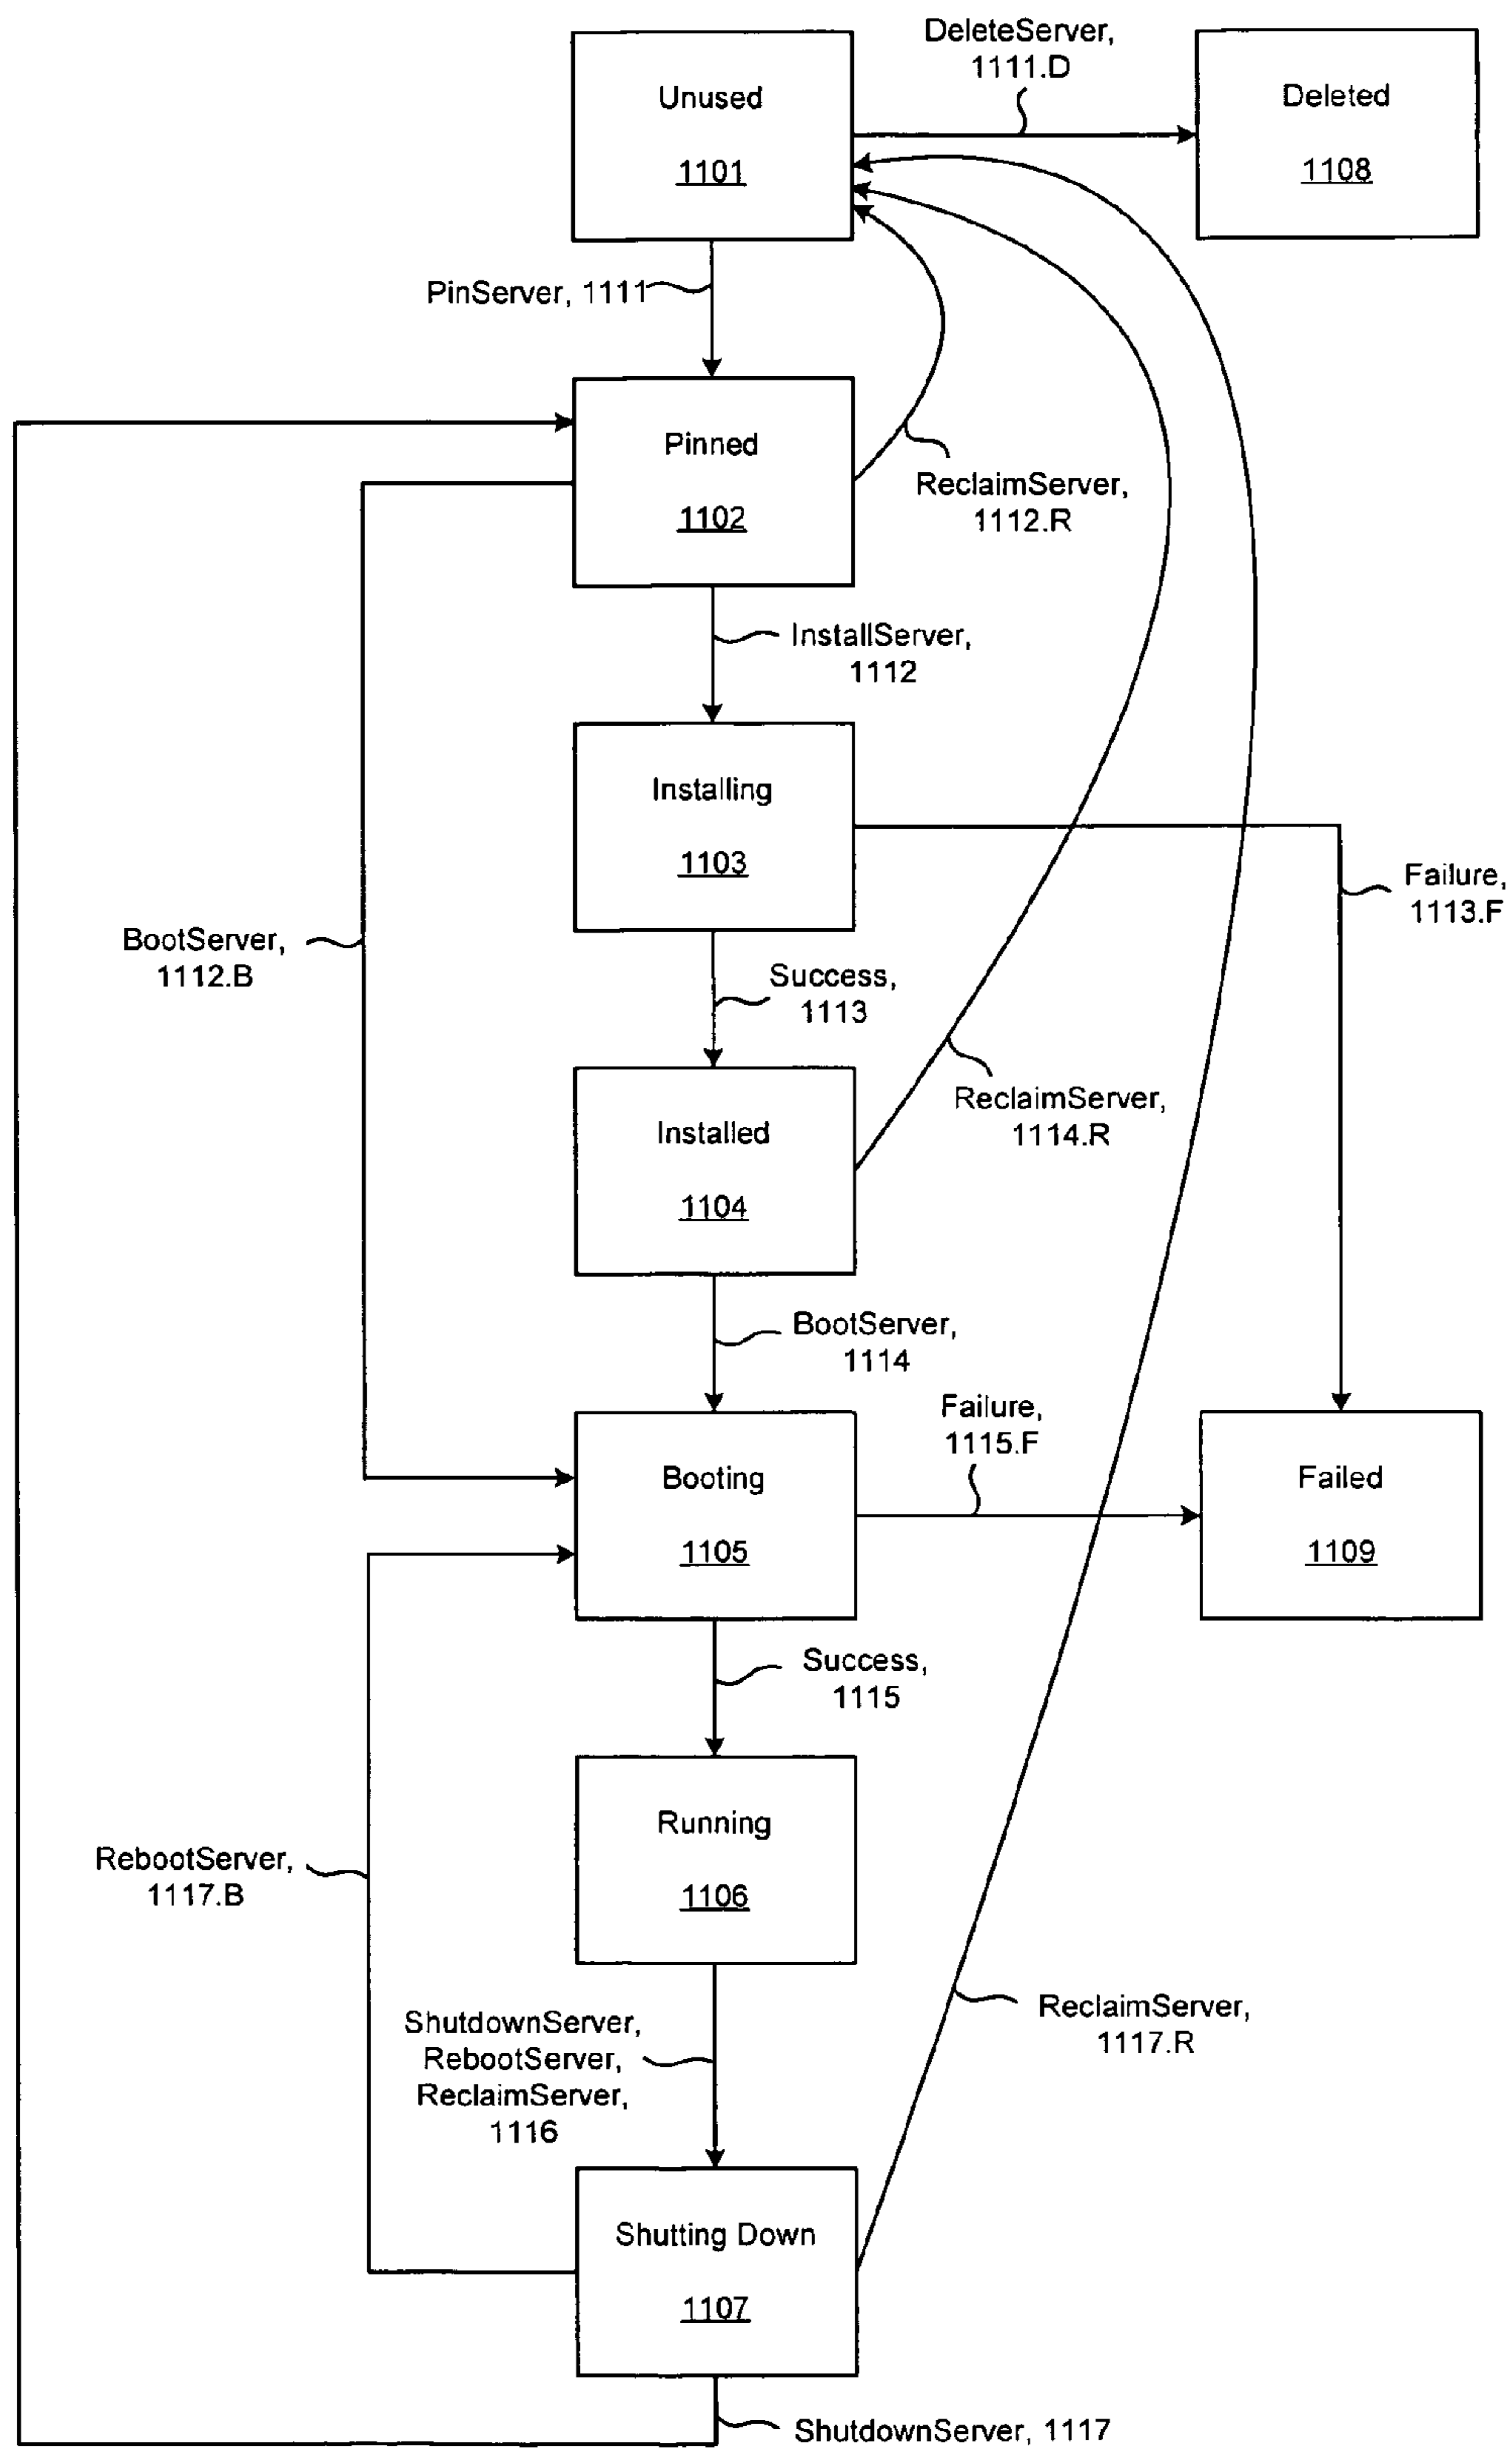 DeleteServer,
1111.D
Unused
1101
Deleted
1108
PinServer, 1111
Pinned
1102
ReclaimServer,
1112.R
InstallServer,
1112
Installing
1103
Failure,
1113.F
BootServer,
1112.B
Success,
1113
ReclaimServer,
1114.R
Installed
1104
BootServer,
1114
Failure,
1115.F
Booting
1105
Failed
1109
Success,
1115
Running
1106
RebootServer,
1117.B
ShutdownServer,
RebootServer,
ReclaimServer,
1116
ReclaimServer,
1117.R
Shutting Down
1107
ShutdownServer, 1117